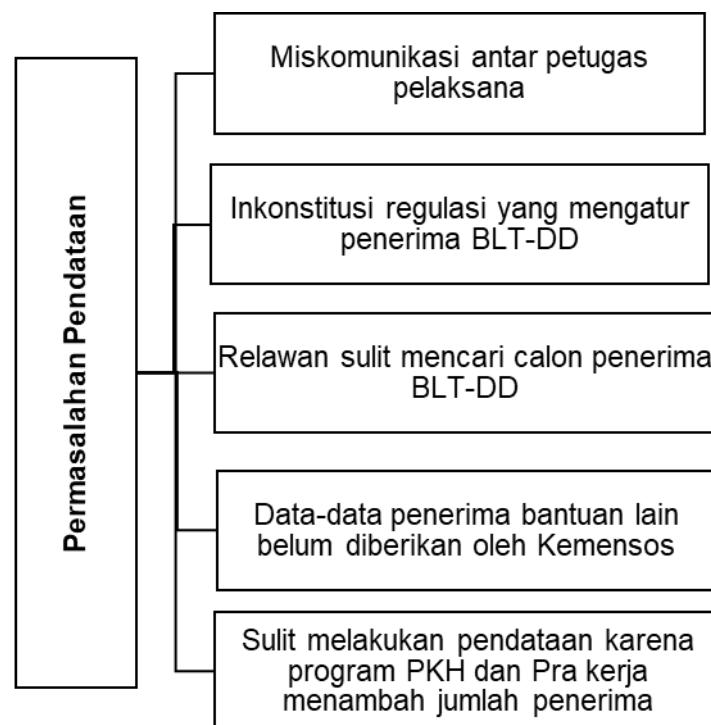 Permasalahan Pendataan
Miskomunikasi antar petugas
pelaksana
Inkonstitusi regulasi yang mengatur
penerima BLT-DD
Relawan sulit mencari calon penerima
BLT-DD
Data-data penerima bantuan lain
belum diberikan oleh Kemensos
Sulit melakukan pendataan karena
program PKH dan Pra kerja
menambah jumlah penerima